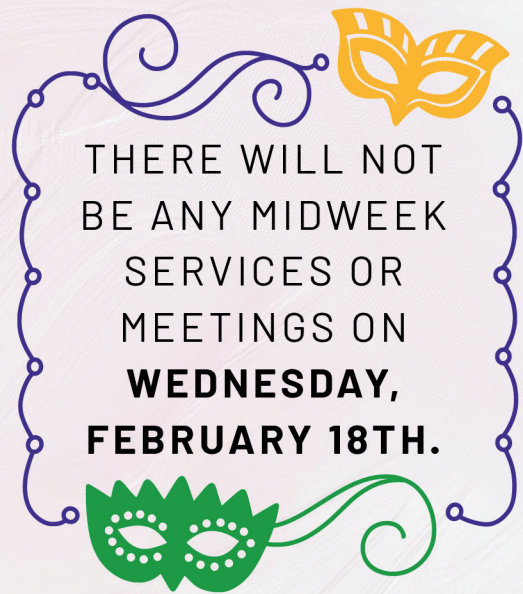 THERE WILL NOT
BE ANY MIDWEEK
SERVICES OR
MEETINGS ON
WEDNESDAY,
FEBRUARY 18TH.